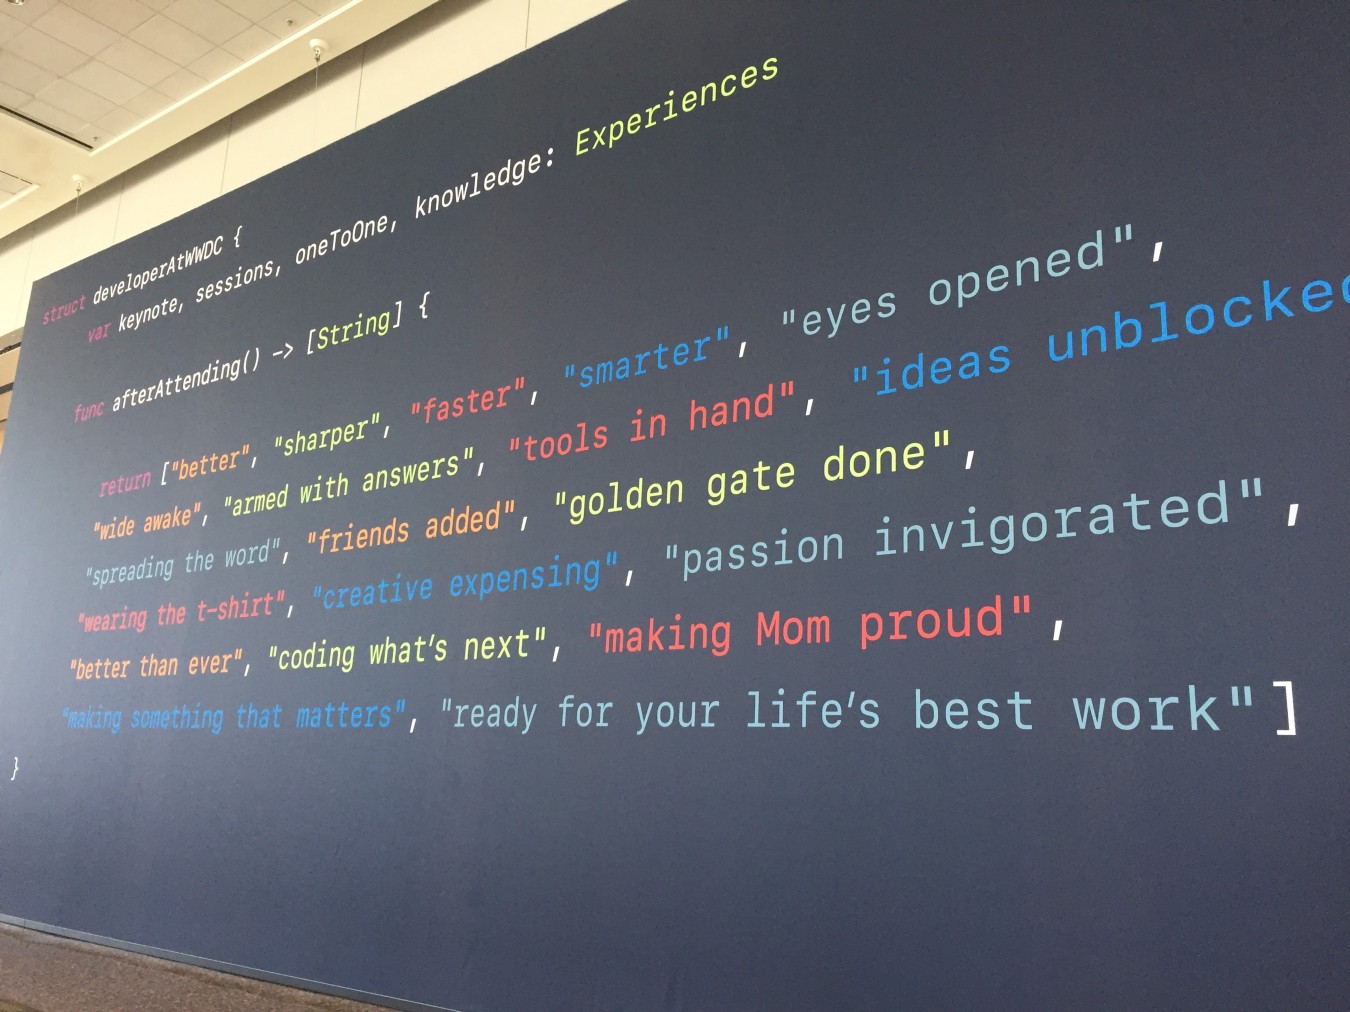 struct developerAtWWDC {
var keynote, sessions, oneToOne, knowledge: Experiences
func afterAttending() -> [String] {
return ["better", "sharper", "faster", "smarter", "eyes opened",
"wide awake", "armed with answers", "tools in hand", "ideas unblocked
"spreading the word", "friends added", "golden gate done",
"wearing the t-shirt", "creative expensing", "passion invigorated",
"better than ever", "coding what’s next", "making Mom proud",
"making something that matters", "ready for your life’s best work"]
}